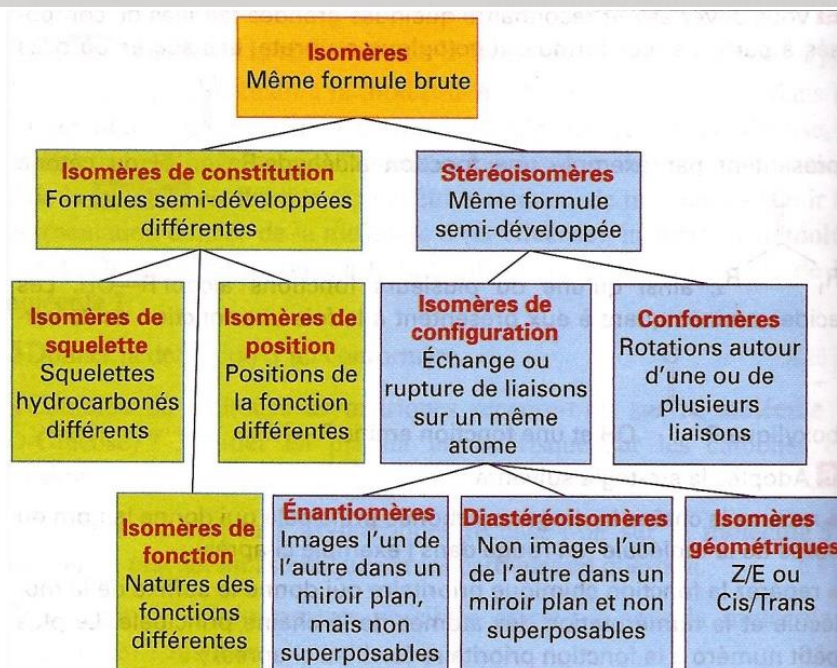 Isomères
Même formule brute
Isomères de constitution
Formules semi-développées
différentes
Stéréoisomères
Même formule
semi-développée
Isomères de
squelette
Squelettes
hydrocarbonés
différents
Isomères de
position
Positions de
la fonction
différentes
Isomères de
configuration
Échange ou
rupture de liaisons
sur un même
atome
Conformères
Rotations autour
d'une ou de
plusieurs
liaisons
Isomères de
fonction
Natures des
fonctions
différentes
Énantiomères
Images l'un de
l'autre dans un
miroir plan,
mais non
superposables
Diastéréoisomères
Non images l'un
de l'autre dans un
miroir plan et non
superposables
Isomères
géométriques
Z/E ou
Cis/Trans